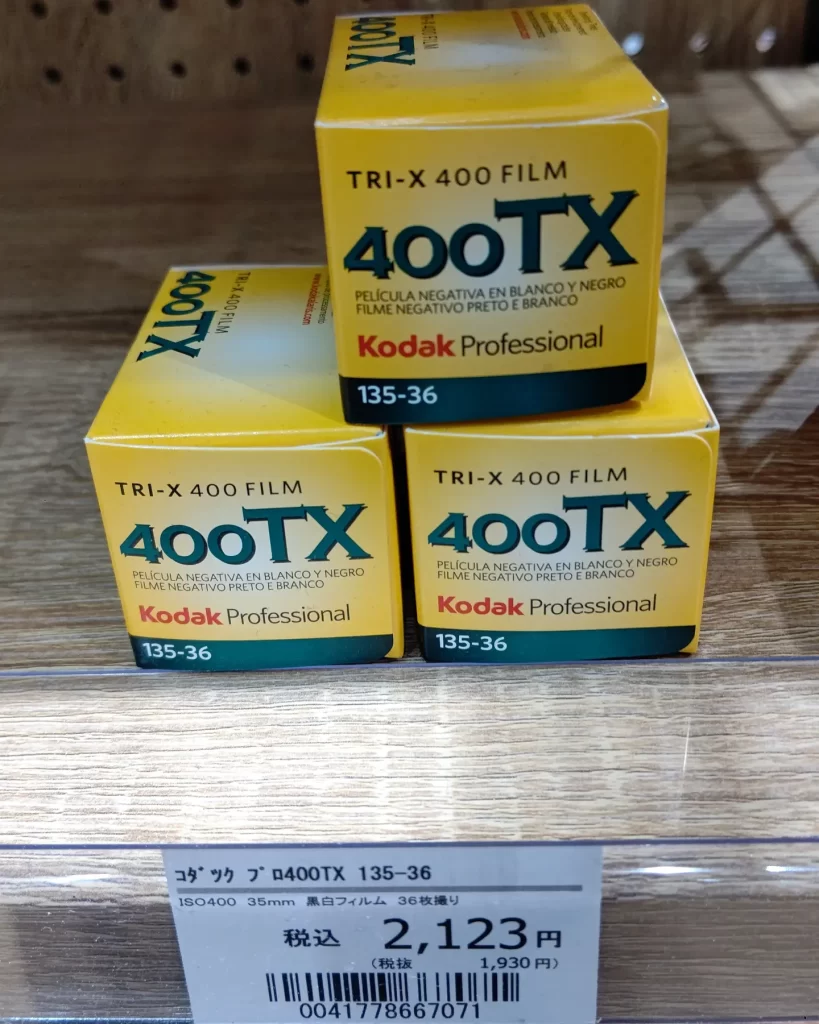 400TX
TRI-X 400 FILM
TRI-X 400 FILM
400TX
PELÍCULA NEGATIVA EN BLANCO Y NEGRO
FILME NEGATIVO PRETO E BRANCO
Kodak Professional
135-36
400TX
TRI-X 400 FILM
TRI-X 400 FILM
400TX
PELÍCULA NEGATIVA EN BLANCO Y NEGRO
FILME NEGATIVO PRETO E BRANCO
Kodak Professional
135-36
TRI-X 400 FILM
400TX
PELÍCULA NEGATIVA EN BLANCO Y NEGRO
FILME NEGATIVO PRETO E BRANCO
Kodak Professional
135-36
ｺﾀﾞﾂｸ ﾌﾟﾛ400TX 135-36
ISO400 35mm 黒白フィルム 36枚撮り
税込 2,123円
(税抜 1,930円)
0041778667071